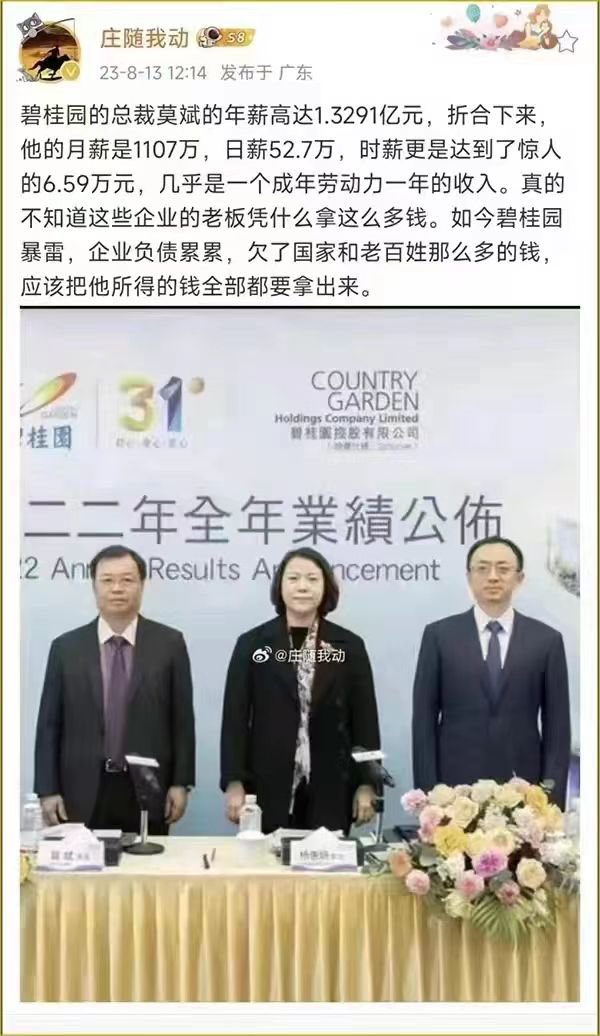 庄随我动
58
23-8-13 12:14 发布于 广东
碧桂园的总裁莫斌的年薪高达1.3291亿元，折合下来，
他的月薪是1107万，日薪52.7万，时薪更是达到了惊人
的6.59万元，几乎是一个成年劳动力一年的收入。真的
不知道这些企业的老板凭什么拿这么多钱。如今碧桂园
暴雷，企业负债累累，欠了国家和老百姓那么多的钱，
应该把他所得的钱全部都要拿出来。
31
COUNTRY
GARDEN
Holdings Company Limited
碧桂園控股有限公司
桂園
二二年全年業績公佈
22 Results
@庄随我动
斌